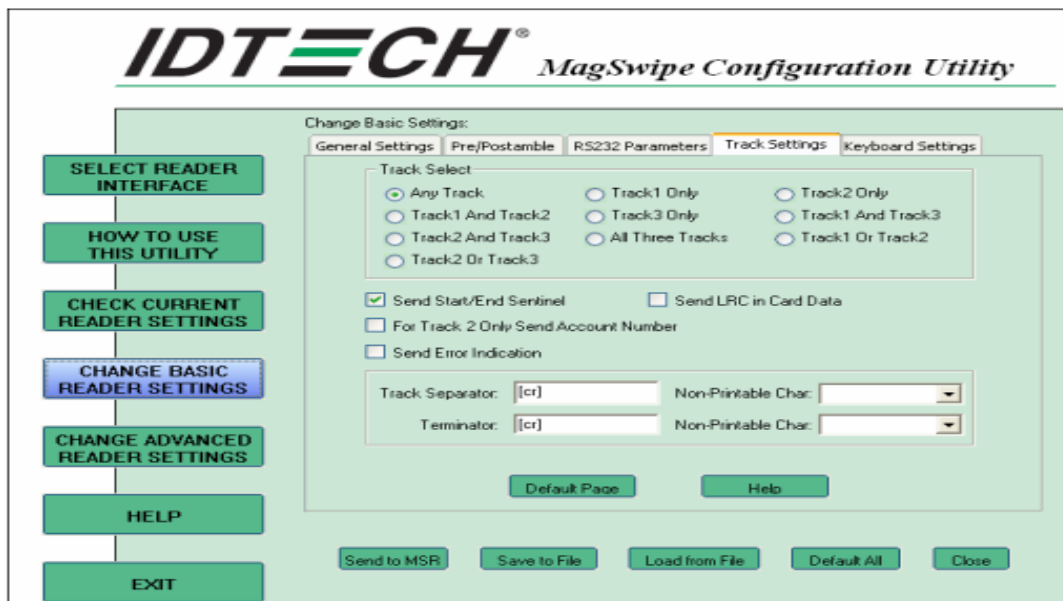 IDTECH®
MagSwipe Configuration Utility
Change Basic Settings:
General Settings Pre/Postamble RS232 Parameters Track Settings Keyboard Settings
SELECT READER
INTERFACE
HOW TO USE
THIS UTILITY
CHECK CURRENT
READER SETTINGS
CHANGE BASIC
READER SETTINGS
CHANGE ADVANCED
READER SETTINGS
HELP
EXIT
Track Select
Any Track Track1 Only Track2 Only
Track1 And Track2 Track3 Only Track1 And Track3
Track2 And Track3 All Three Tracks Track1 Or Track2
Track2 Or Track3
Send Start/End Sentinel Send LRC in Card Data
For Track 2 Only Send Account Number
Send Error Indication
Track Separator: [cr] Non-Printable Char:
Terminator: [cr] Non-Printable Char:
Default Page Help
Send to MSR Save to File Load from File Default All Close